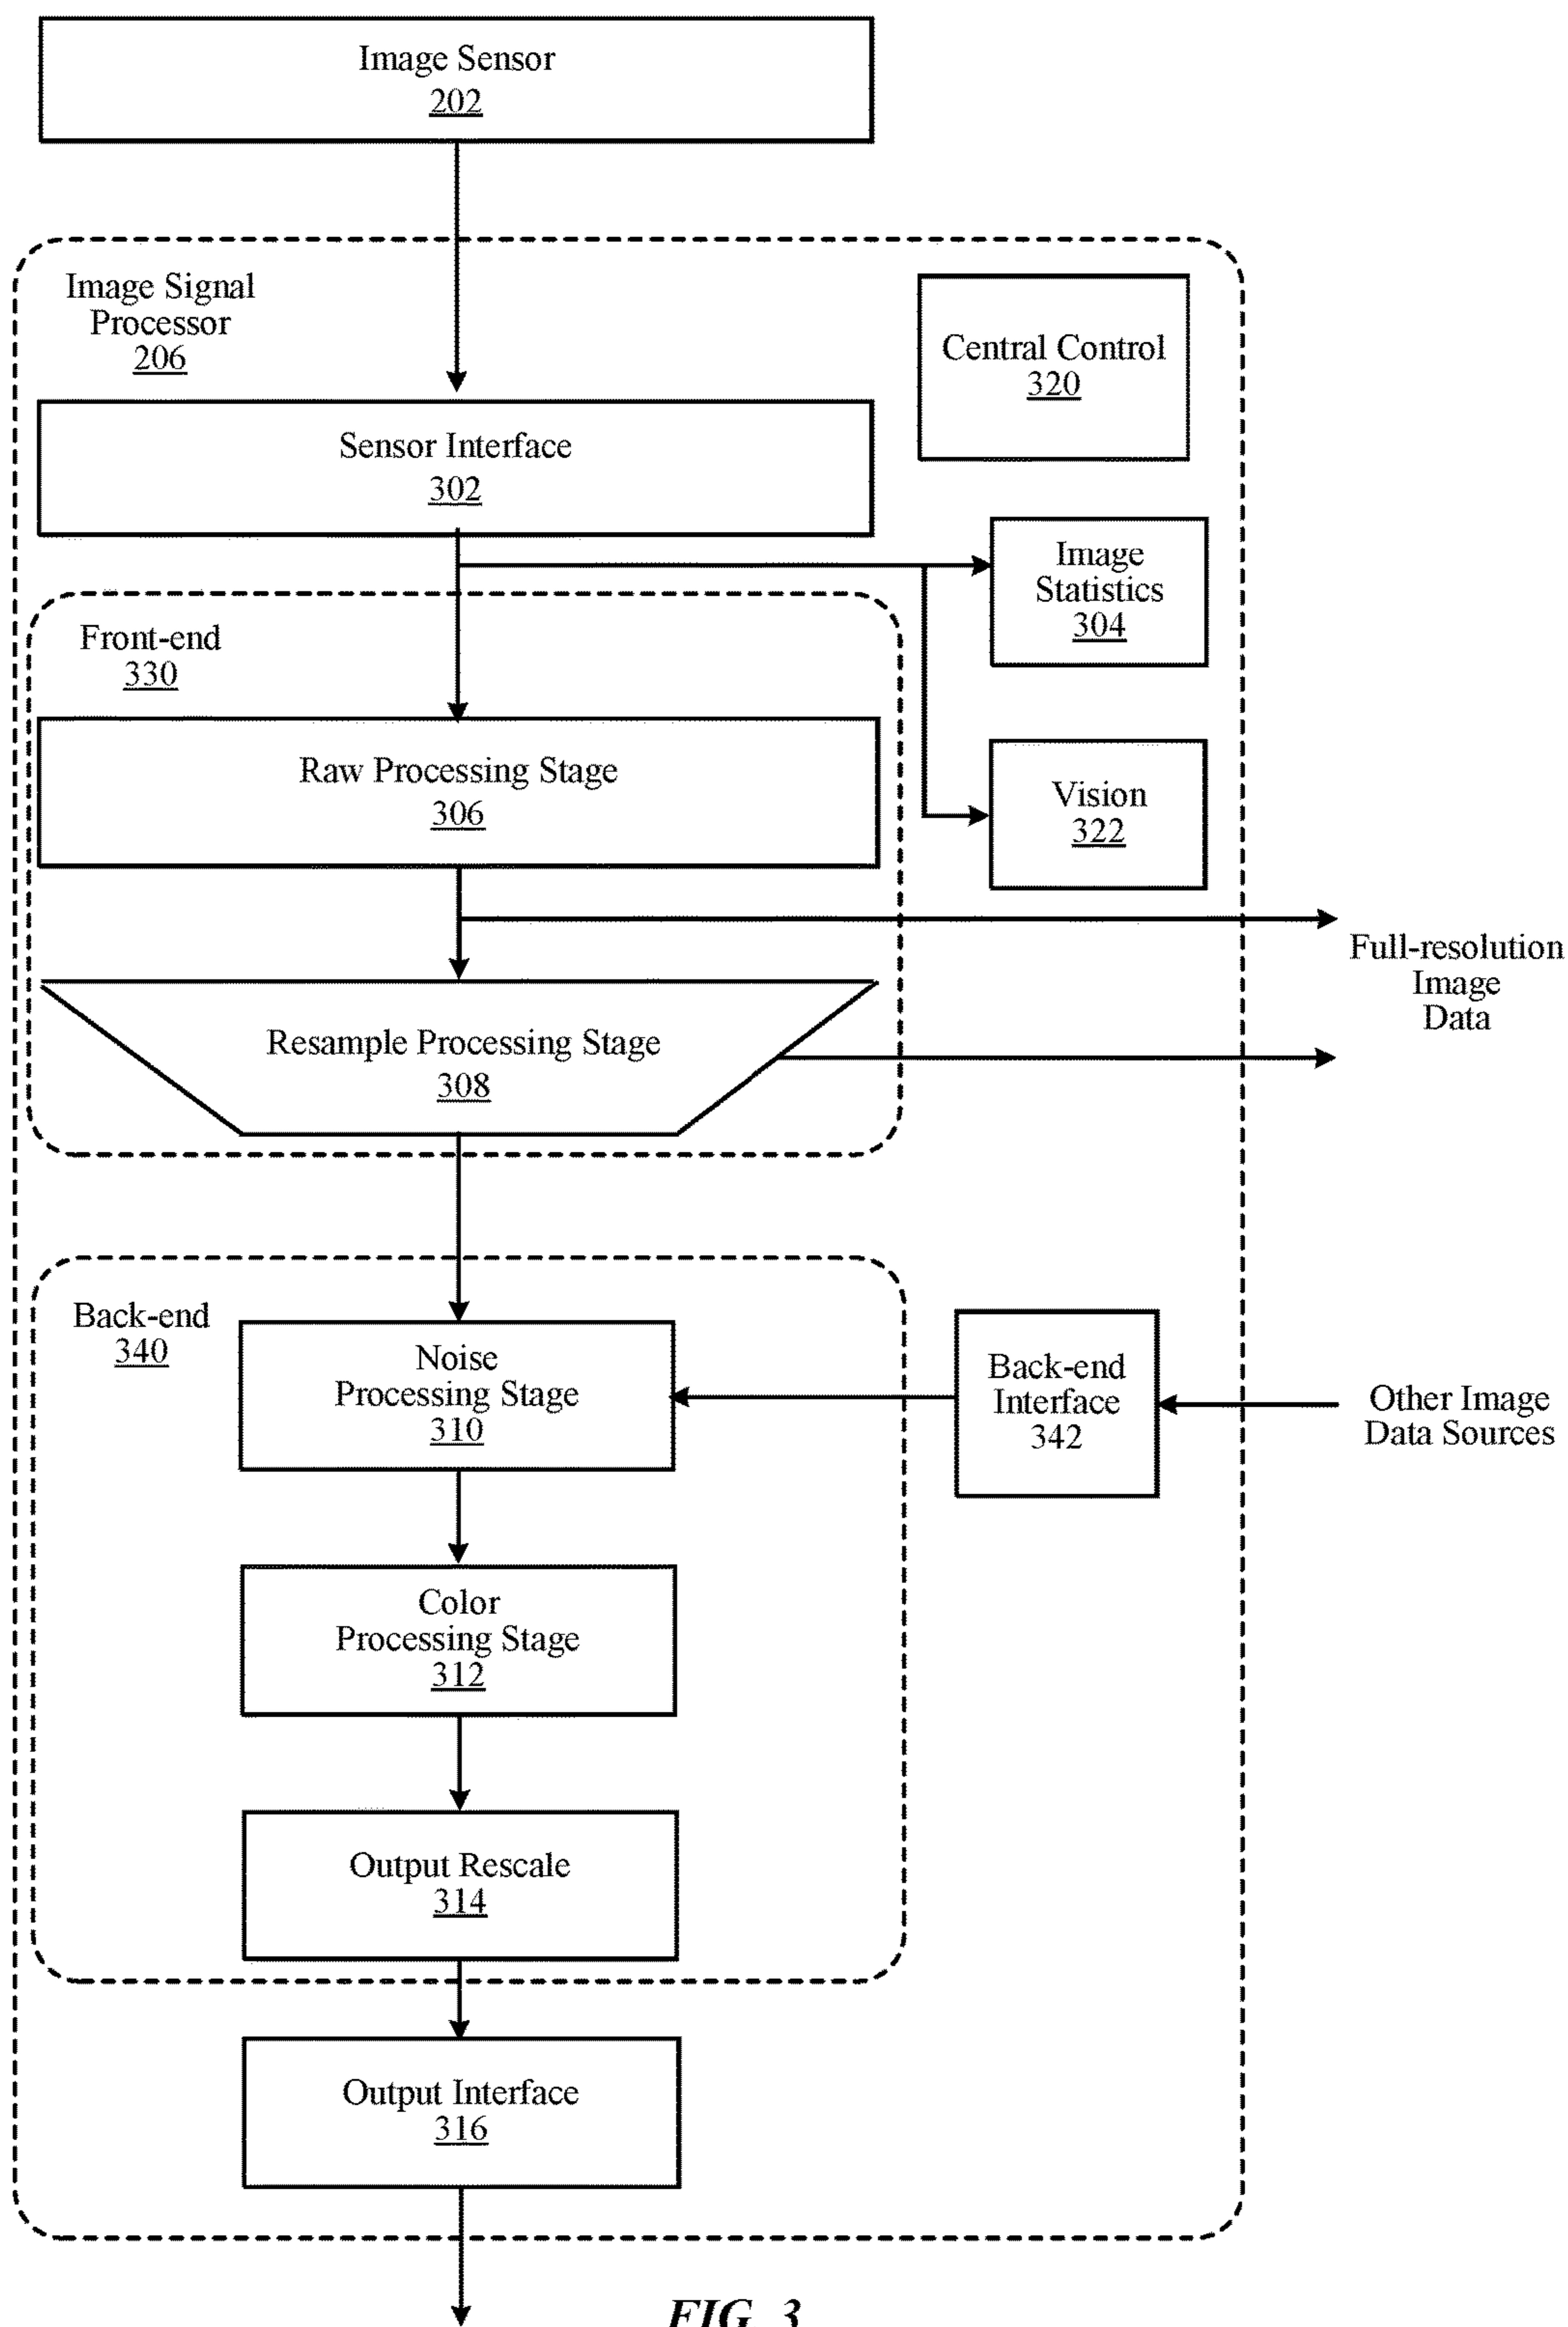 Image Sensor
202
Image Signal
Processor
206
Central Control
320
Sensor Interface
302
Image
Statistics
304
Front-end
330
Raw Processing Stage
306
Vision
322
Full-resolution
Image
Data
Resample Processing Stage
308
Back-end
340
Noise
Processing Stage
310
Back-end
Interface
342
Other Image
Data Sources
Color
Processing Stage
312
Output Rescale
314
Output Interface
316
FIG. 3